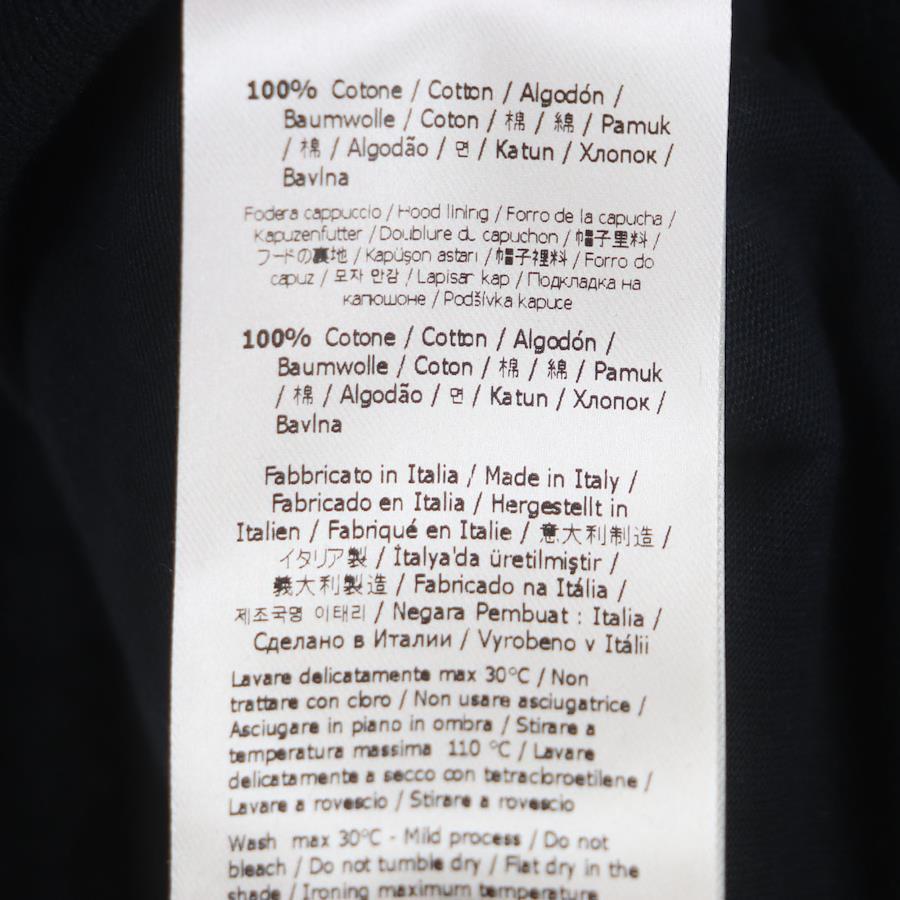 100% Cotone / Cotton / Algodón /
Baumwolle / Coton / 棉 / 綿 / Pamuk
/ 棉 / Algodão / 면 / Katun / Хлопок /
Bavlna
Fodera cappuccio / Hood lining / Forro de la capucha /
Kapuzenfutter / Doublure du capuchon / 帽子里料 /
フードの裏地 / Kapüşon astarı / 帽子裡料 / Forro do
capuz / 모자 안감 / Lapisan kap / Подкладка на
капюшоне / Podšívka kapuce
100% Cotone / Cotton / Algodón /
Baumwolle / Coton / 棉 / 綿 / Pamuk
/ 棉 / Algodão / 면 / Katun / Хлопок /
Bavlna
Fabbricato in Italia / Made in Italy /
Fabricado en Italia / Hergestellt in
Italien / Fabriqué en Italie / 意大利制造 /
イタリア製 / İtalya'da üretilmiştir /
義大利製造 / Fabricado na Itália /
제조국명 이태리 / Negara Pembuat : Italia /
Сделано в Италии / Vyrobeno v Itálii
Lavare delicatamente max 30°C / Non
trattare con cloro / Non usare asciugatrice /
Asciugare in piano in ombra / Stirare a
temperatura massima 110 °C / Lavare
delicatamente a secco con tetracloroetilene /
Lavare a rovescio / Stirare a rovescio
Wash max 30°C - Mild process / Do not
bleach / Do not tumble dry / Flat dry in the
shade / Ironing maximum temperature